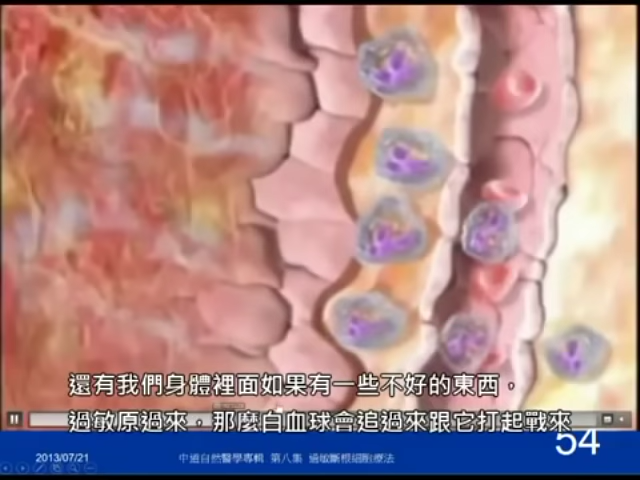 還有我們身體裡面如果有一些不好的東西，
過敏原過來，那麼白血球會追過來跟它打起戰來
54
2013/07/21
中道自然醫學專輯 第八集 過敏斷根細胞療法